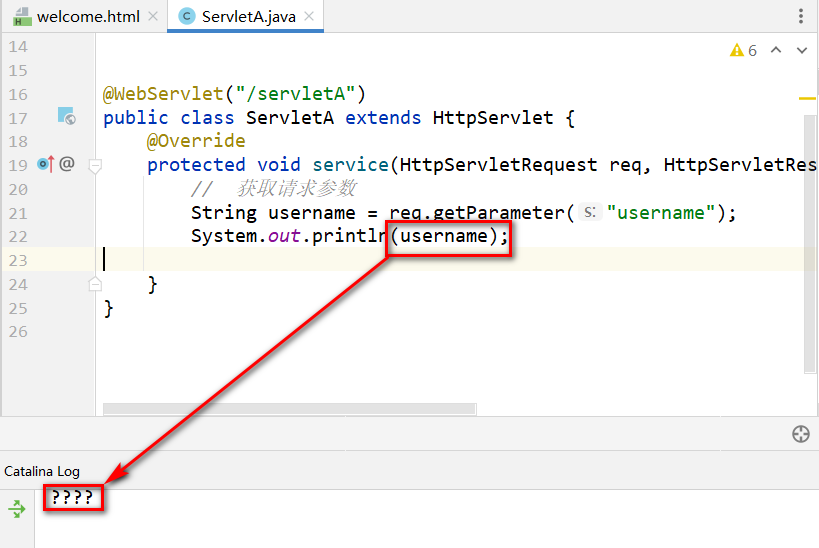 welcome.html
ServletA.java
6
14
15
16 @WebServlet("/servletA")
17 public class ServletA extends HttpServlet {
18 @Override
19 @ protected void service(HttpServletRequest req, HttpServletRes
20 // 获取请求参数
21 String username = req.getParameter( s: "username");
22 System.out.println(username);
23
24 }
25 }
26
Catalina Log
????